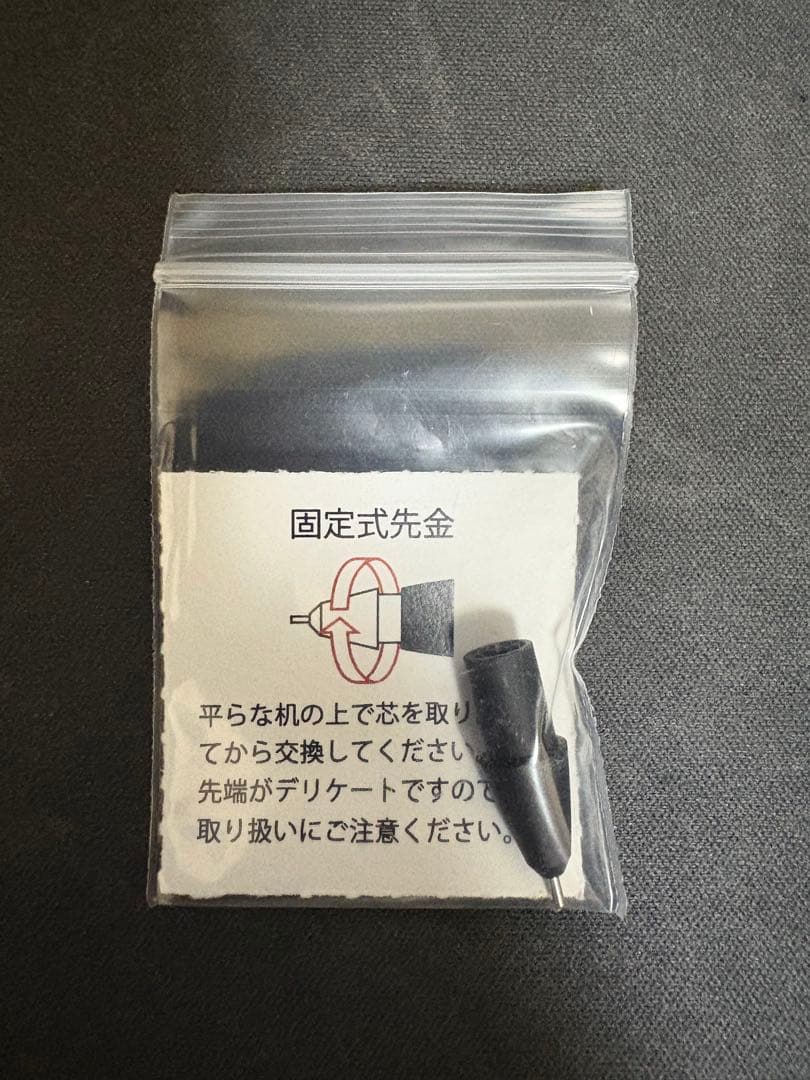 固定式先金
平らな机の上で芯を取り
てから交換してください
先端がデリケートですので
取り扱いにご注意ください。